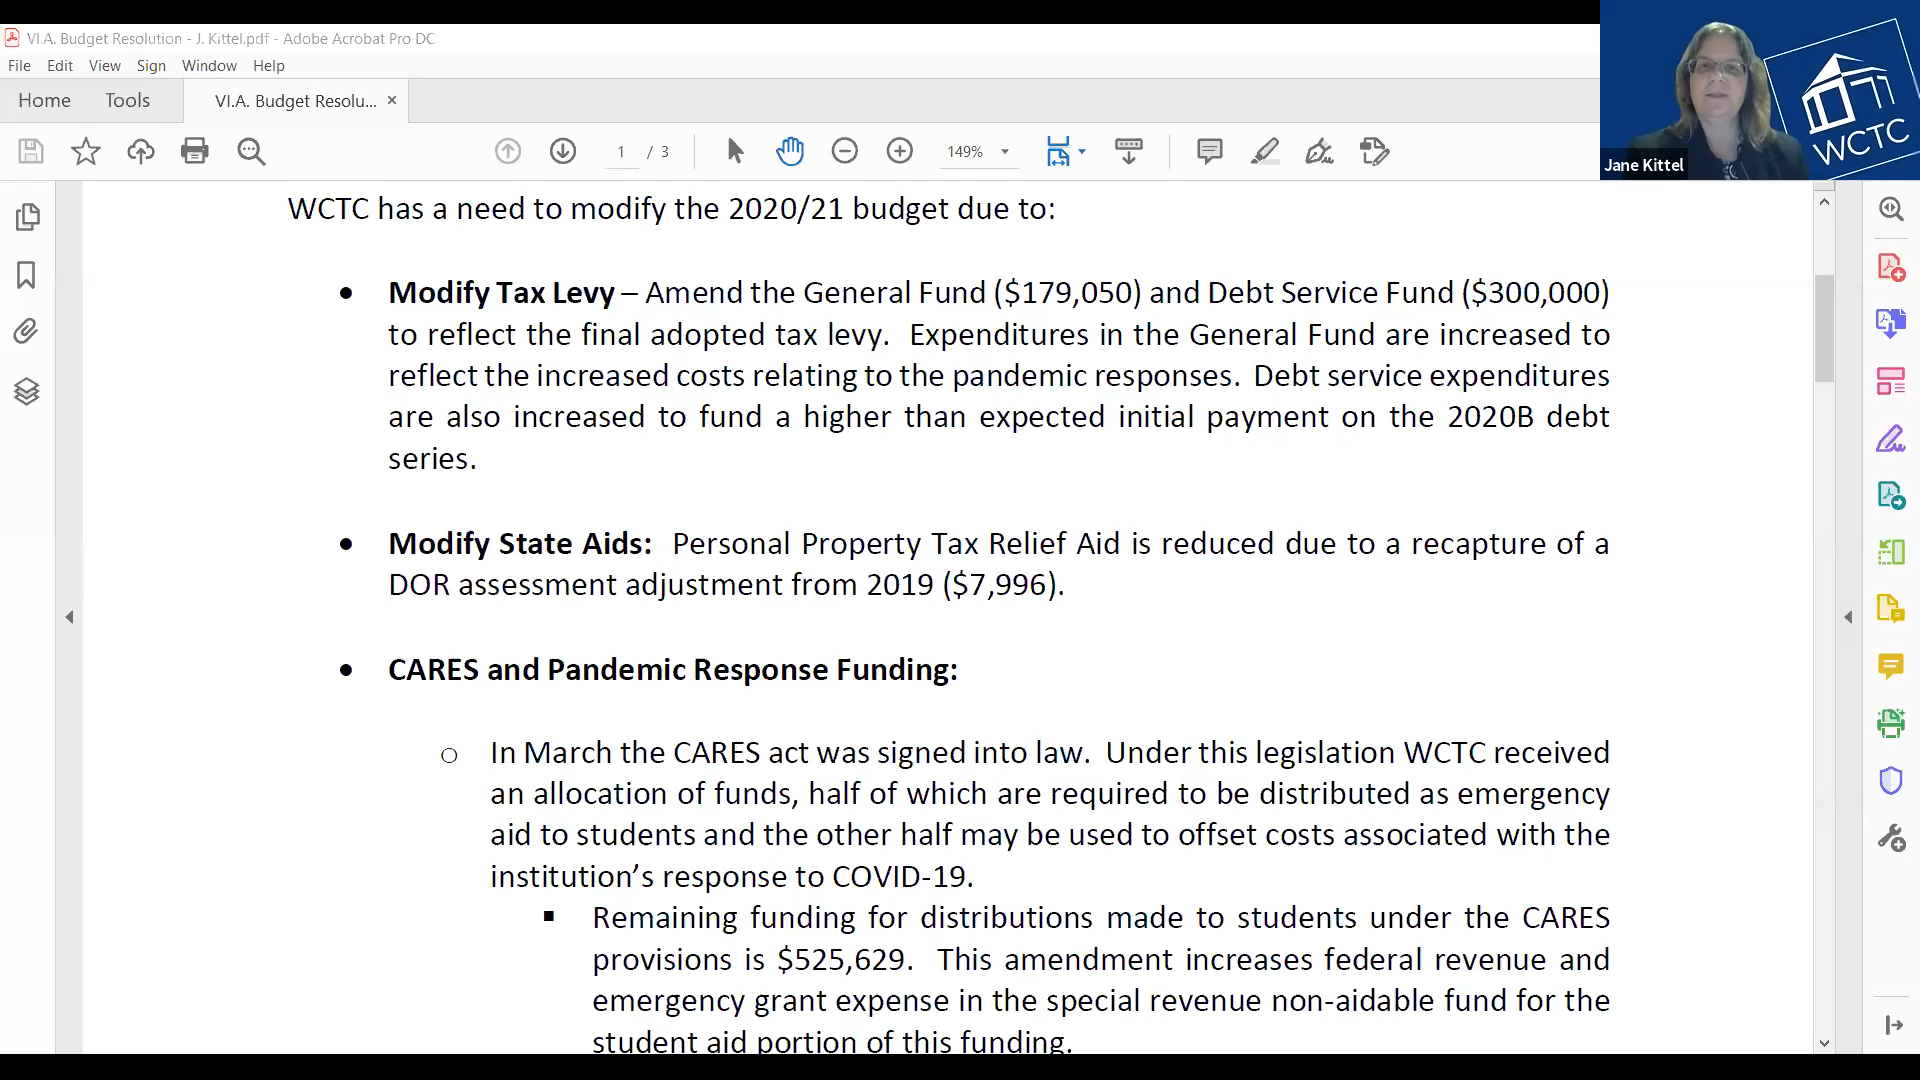 VI.A. Budget Resolution - J. Kittel.pdf - Adobe Acrobat Pro DC
File Edit View Sign Window Help
Home Tools VI.A. Budget Resolu... ×
1 / 3 149%
WCTC
Jane Kittel
WCTC has a need to modify the 2020/21 budget due to:
• Modify Tax Levy – Amend the General Fund ($179,050) and Debt Service Fund ($300,000)
to reflect the final adopted tax levy. Expenditures in the General Fund are increased to
reflect the increased costs relating to the pandemic responses. Debt service expenditures
are also increased to fund a higher than expected initial payment on the 2020B debt
series.
• Modify State Aids: Personal Property Tax Relief Aid is reduced due to a recapture of a
DOR assessment adjustment from 2019 ($7,996).
• CARES and Pandemic Response Funding:
o In March the CARES act was signed into law. Under this legislation WCTC received
an allocation of funds, half of which are required to be distributed as emergency
aid to students and the other half may be used to offset costs associated with the
institution’s response to COVID-19.
▪ Remaining funding for distributions made to students under the CARES
provisions is $525,629. This amendment increases federal revenue and
emergency grant expense in the special revenue non-aidable fund for the
student aid portion of this funding.